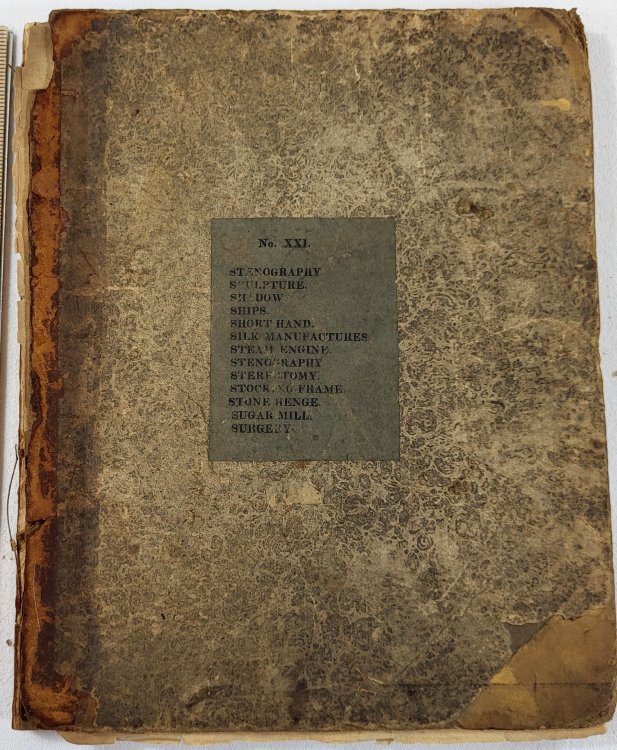 No. XXI.
STENOGRAPHY
SCULPTURE.
SHADOW
SHIPS.
SHORT HAND.
SILK MANUFACTURES.
STEAM ENGINE.
STENOGRAPHY
STEREOTOMY.
STOCKING FRAME.
STONE HENGE.
SUGAR MILL.
SURGERY